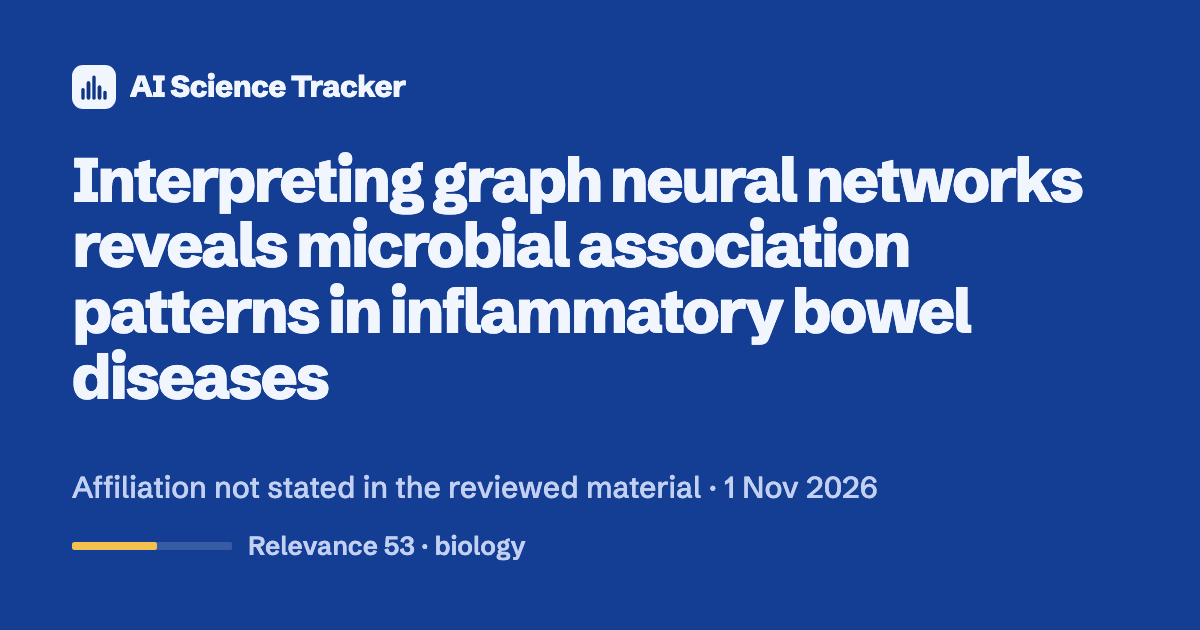 AI Science Tracker
Interpreting graph neural networks
reveals microbial association
patterns in inflammatory bowel
diseases
Affiliation not stated in the reviewed material · 1 Nov 2026
Relevance 53 · biology